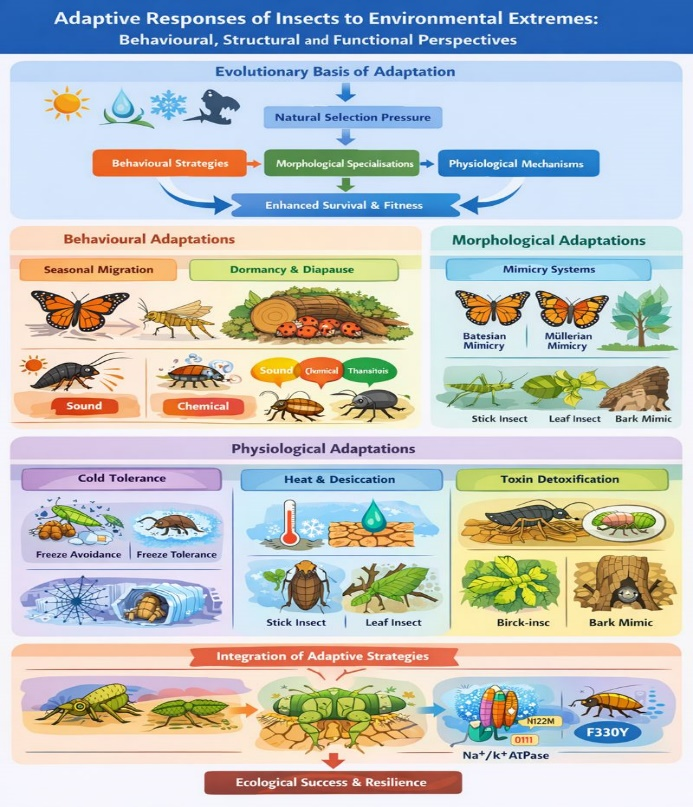 Adaptive Responses of Insects to Environmental Extremes:
Behavioural, Structural and Functional Perspectives
Evolutionary Basis of Adaptation
Natural Selection Pressure
Behavioural Strategies
Morphological Specialisations
Physiological Mechanisms
Enhanced Survival & Fitness
Behavioural Adaptations
Seasonal Migration
Dormancy & Diapause
Sound
Chemical
Sound
Chemical
Thansitois
Morphological Adaptations
Mimicry Systems
Batesian
Mimicry
Müllerian
Mimicry
Stick Insect
Leaf Insect
Bark Mimic
Physiological Adaptations
Cold Tolerance
Heat & Desiccation
Toxin Detoxification
Freeze Avoidance
Freeze Tolerance
Stick Insect
Leaf Insect
Birck-insc
Bark Mimic
Integration of Adaptive Strategies
N122M
0111
F330Y
Na⁺/k⁺ AtPase
Ecological Success & Resilience